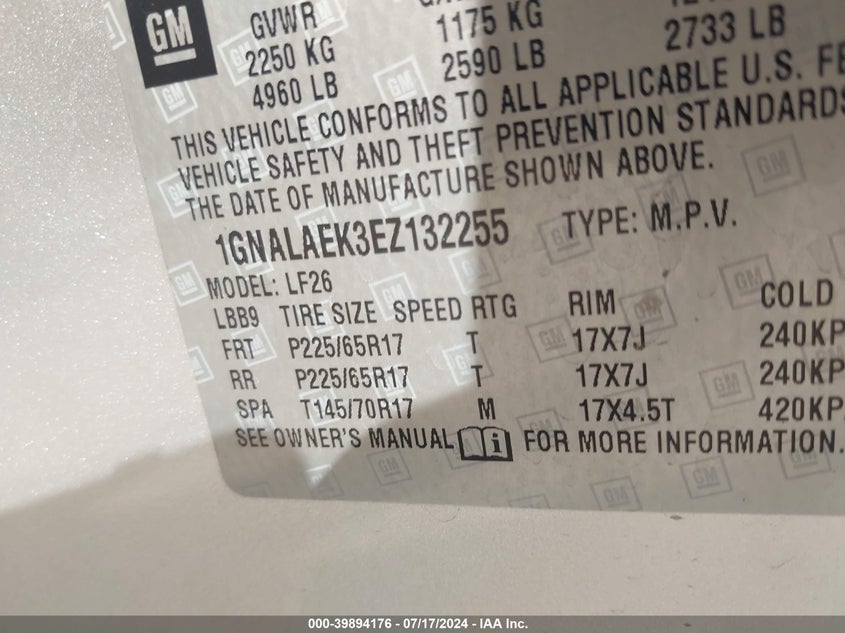 GM
GVWR
2250 KG 1175 KG
4960 LB 2590 LB 2733 LB
THIS VEHICLE CONFORMS TO ALL APPLICABLE U.S.
VEHICLE SAFETY AND THEFT PREVENTION STANDARDS
THE DATE OF MANUFACTURE SHOWN ABOVE.
1GNALAEK3EZ132255 TYPE: M.P.V.
MODEL: LF26
LBB9 TIRE SIZE SPEED RTG RIM COLD
FRT P225/65R17 T 17X7J 240KP
RR P225/65R17 T 17X7J 240KP
SPA T145/70R17 M 17X4.5T 420KP
SEE OWNER'S MANUAL FOR MORE INFORMATION.
000-39894176 - 07/17/2024 - IAA Inc.